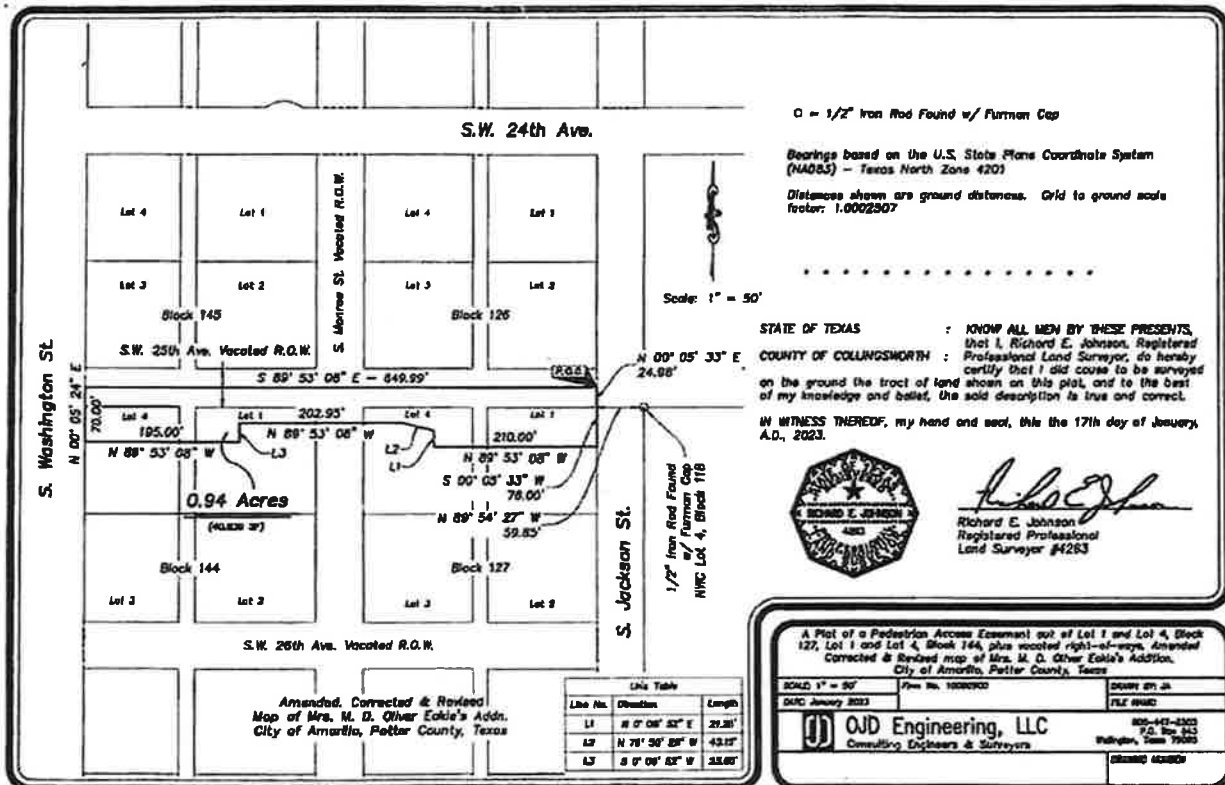 S.W. 24th Ave.
Lot 4
Lot 1
Lot 4
Lot 1
S. Monroe St. Vacated R.O.W.
Lot 3
Lot 2
Lot 3
Lot 2
Block 145
Block 126
S.W. 25th Ave. Vacated R.O.W.
S. Washington St.
N 00° 05' 24" E
70.00'
S 89° 53' 08" E - 649.99'
P.O.C.
N 00° 05' 33" E
24.98'
Lot 4
Lot 1
202.95'
Lot 4
Lot 1
195.00'
N 89° 53' 08" W
L3
N 89° 53' 08" W
L2
L1
210.00'
N 89° 53' 08" W
S 00° 05' 33" W
76.00'
N 89° 54' 27" W
59.85'
0.94 Acres
Block 144
Block 127
Lot 3
Lot 2
Lot 3
Lot 2
S. Jackson St.
1/2" Iron Rod Found
w/ Furman Cap
NWC Lot 4, Block 118
S.W. 26th Ave. Vacated R.O.W.
Amended, Corrected & Revised
Map of Mrs. M. D. Oliver Eakle's Addn.
City of Amarillo, Potter County, Texas
Line Table
Line No. Direction Length
L1
L2
L3
O = 1/2" Iron Rod Found w/ Furman Cap
Bearings based on the U.S. State Plane Coordinate System
(NAD83) - Texas North Zone 4201
Distances shown are ground distances. Grid to ground scale
factor: 1.0002907
Scale: 1" = 50'
STATE OF TEXAS : KNOW ALL MEN BY THESE PRESENTS,
that I, Richard E. Johnson, Registered
COUNTY OF COLLINGSWORTH : Professional Land Surveyor, do hereby
certify that I did cause to be surveyed
on the ground the tract of land shown on this plat, and to the best
of my knowledge and belief, the said description is true and correct.
IN WITNESS THEREOF, my hand and seal, this the 17th day of January,
A.D., 2023.
RICHARD E. JOHNSON
4263
Richard E. Johnson
Registered Professional
Land Surveyor #4263
A Plat of a Pedestrian Access Easement out of Lot 1 and Lot 4, Block
127, Lot 1 and Lot 4, Block 144, plus vacated right-of-ways, Amended
Corrected & Revised map of Mrs. M. D. Oliver Eakle's Addition,
City of Amarillo, Potter County, Texas
SCALE: 1" = 50'
Firm No.
DRAWN BY: JA
DATE: January 2023
FILE NAME:
OJD Engineering, LLC
Consulting Engineers & Surveyors
Wellington, Texas
DRAWING NUMBER